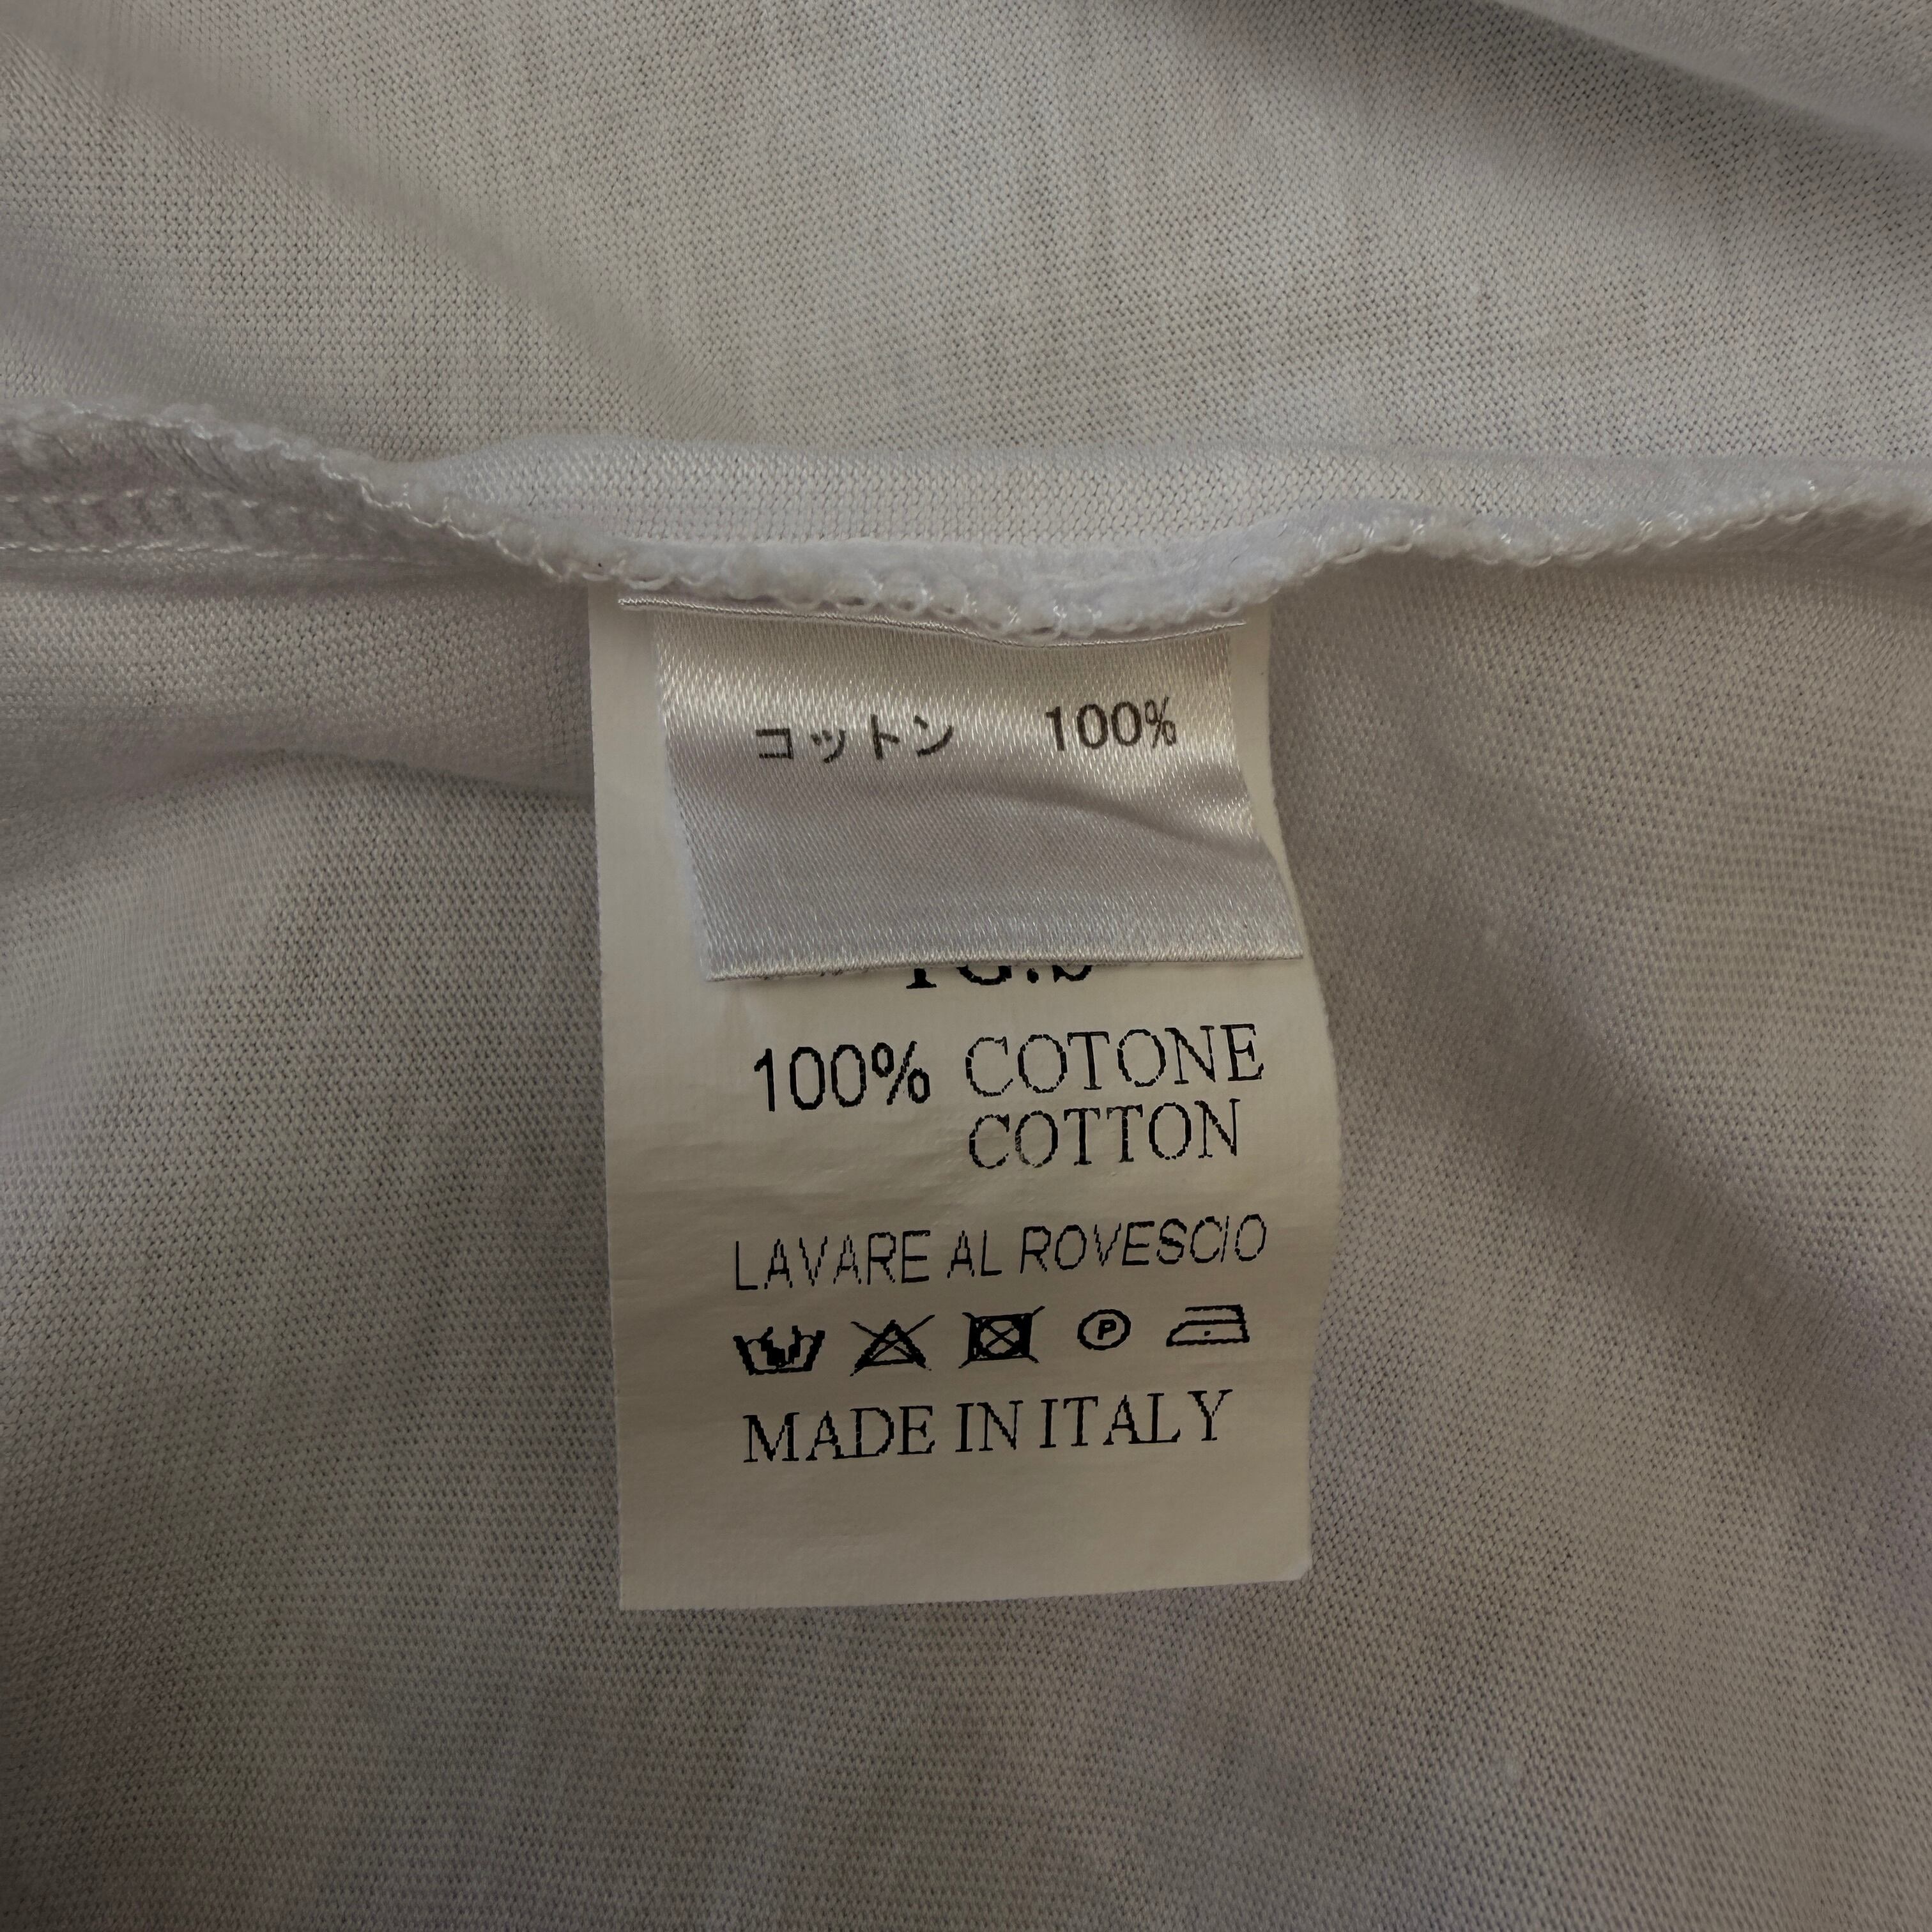 コットン 100%
100% COTONE
COTTON
LAVARE AL ROVESCIO
P
MADE IN ITALY